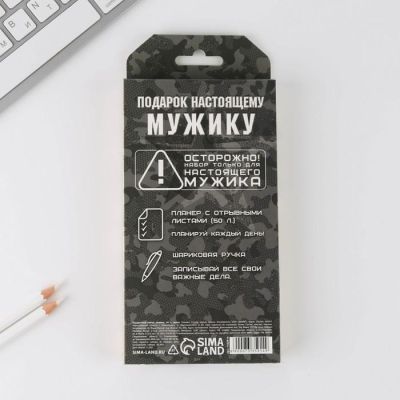 ПОДАРОК НАСТОЯЩЕМУ
МУЖИКУ
ОСТОРОЖНО!
НАБОР ТОЛЬКО ДЛЯ
НАСТОЯЩЕГО
МУЖИКА
ПЛАНЕР С ОТРЫВНЫМИ
ЛИСТАМИ (50 Л.)
ПЛАНИРУЙ КАЖДЫЙ ДЕНЬ
ШАРИКОВАЯ РУЧКА
ЗАПИСЫВАЙ ВСЕ СВОИ
ВАЖНЫЕ ДЕЛА.
SIMA-LAND.RU
SIMA
LAND